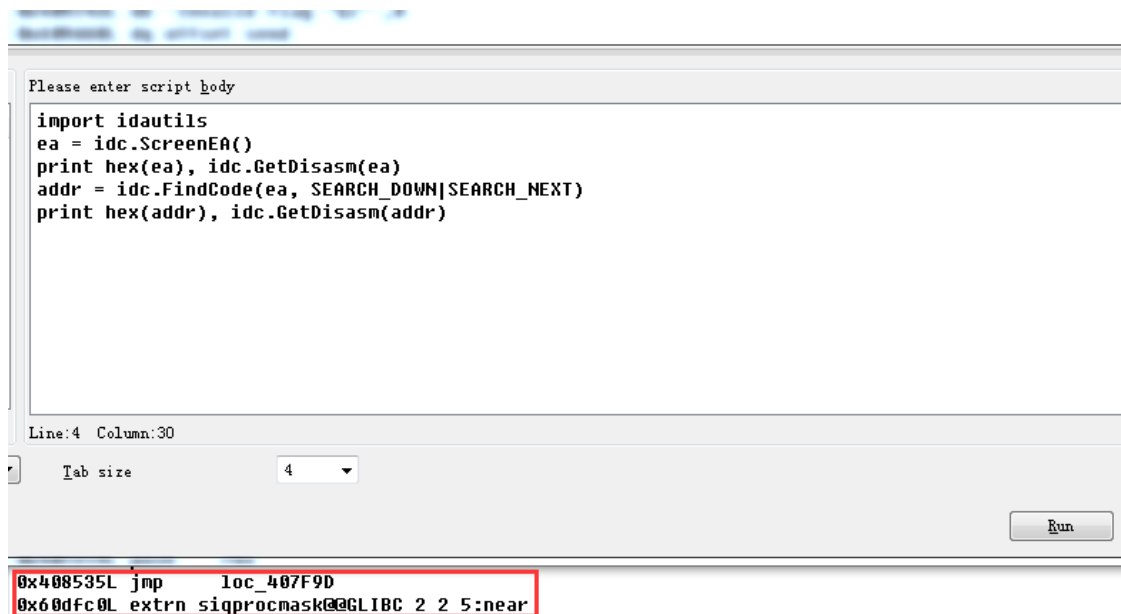 Please enter script body
import idautils
ea = idc.ScreenEA()
print hex(ea), idc.GetDisasm(ea)
addr = idc.FindCode(ea, SEARCH_DOWN|SEARCH_NEXT)
print hex(addr), idc.GetDisasm(addr)
Line:4 Column:30
Tab size 4
Run
0x408535L jmp loc_407F9D
0x60dfc0L extrn sigprocmask@@GLIBC_2_2_5:near